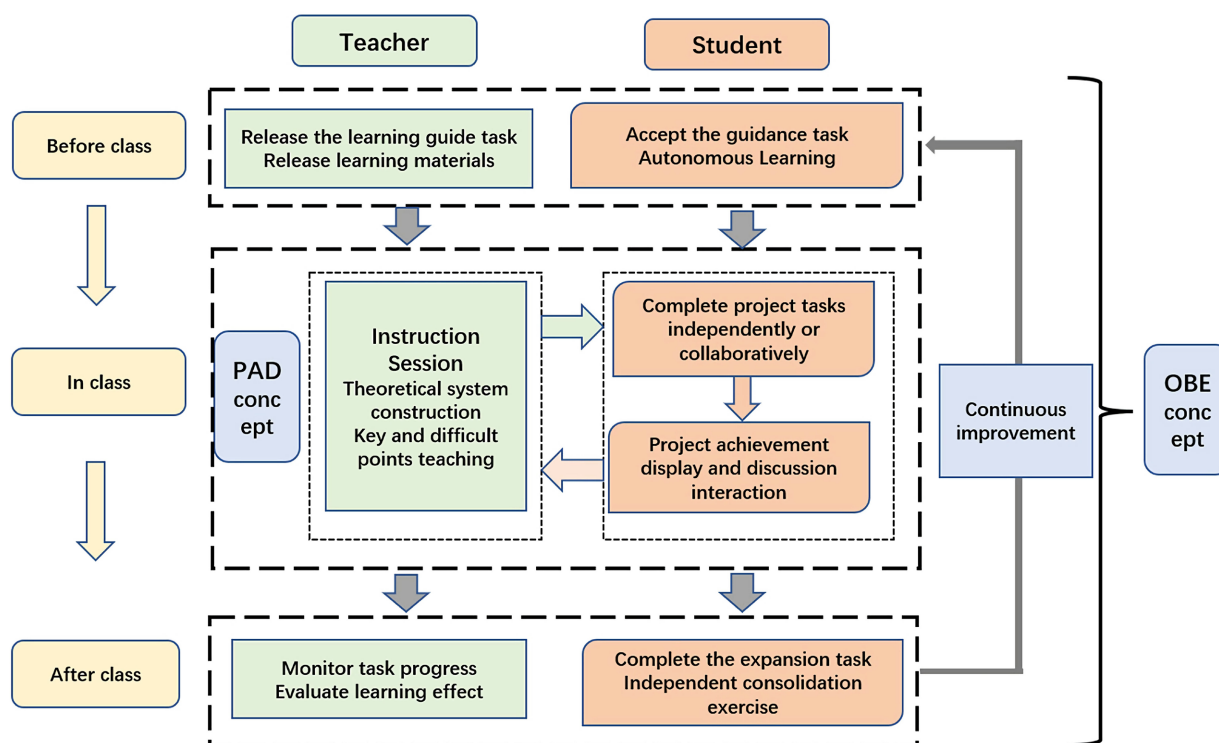 Teacher
Student
Before class
Release the learning guide task
Release learning materials
Accept the guidance task
Autonomous Learning
In class
PAD
conc
ept
Instruction
Session
Theoretical system
construction
Key and difficult
points teaching
Complete project tasks
independently or
collaboratively
Project achievement
display and discussion
interaction
Continuous
improvement
OBE
conc
ept
After class
Monitor task progress
Evaluate learning effect
Complete the expansion task
Independent consolidation
exercise